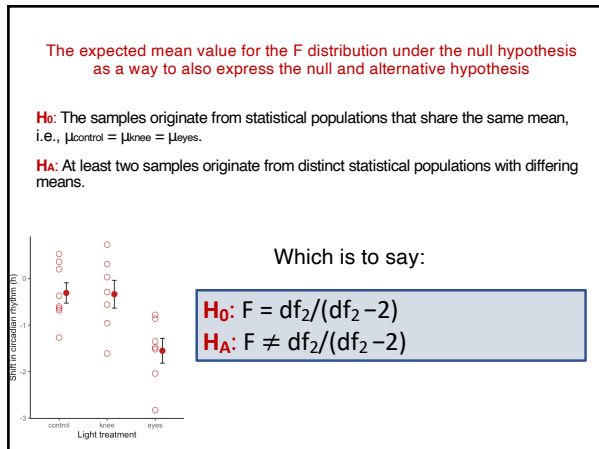 The expected mean value for the F distribution under the null hypothesis
as a way to also express the null and alternative hypothesis
H₀: The samples originate from statistical populations that share the same mean,
i.e., μcontrol = μknee = μeyes.
Hᴀ: At least two samples originate from distinct statistical populations with differing
means.
Which is to say:
H₀: F = df₂/(df₂ −2)
Hᴀ: F ≠ df₂/(df₂ −2)
Shift in circadian rhythm (h)
0
-1
-2
-3
control knee eyes
Light treatment